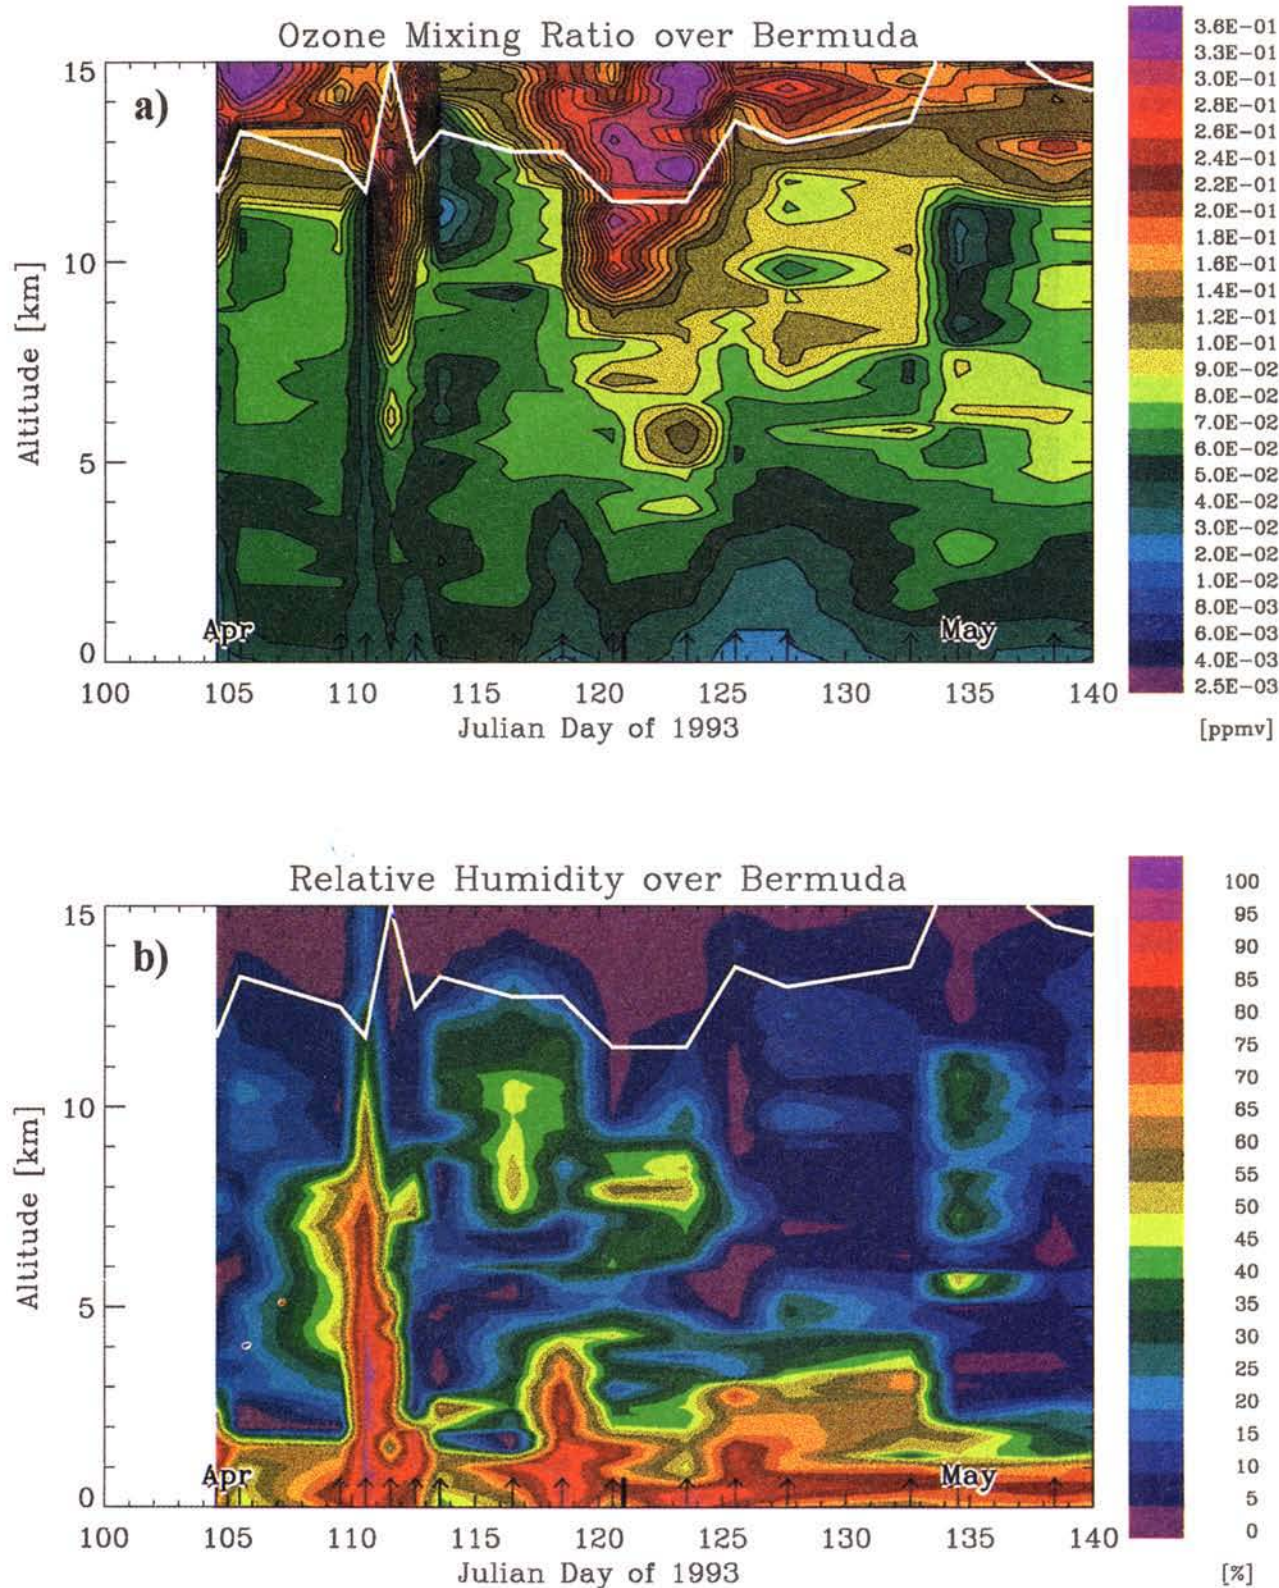 Ozone Mixing Ratio over Bermuda
a)
15
10
5
0
Altitude [km]
Apr
May
100 105 110 115 120 125 130 135 140
Julian Day of 1993
3.6E-01
3.3E-01
3.0E-01
2.8E-01
2.6E-01
2.4E-01
2.2E-01
2.0E-01
1.8E-01
1.6E-01
1.4E-01
1.2E-01
1.0E-01
9.0E-02
8.0E-02
7.0E-02
6.0E-02
5.0E-02
4.0E-02
3.0E-02
2.0E-02
1.0E-02
8.0E-03
6.0E-03
4.0E-03
2.5E-03
[ppmv]
Relative Humidity over Bermuda
b)
15
10
5
0
Altitude [km]
Apr
May
100 105 110 115 120 125 130 135 140
Julian Day of 1993
100
95
90
85
80
75
70
65
60
55
50
45
40
35
30
25
20
15
10
5
0
[%]